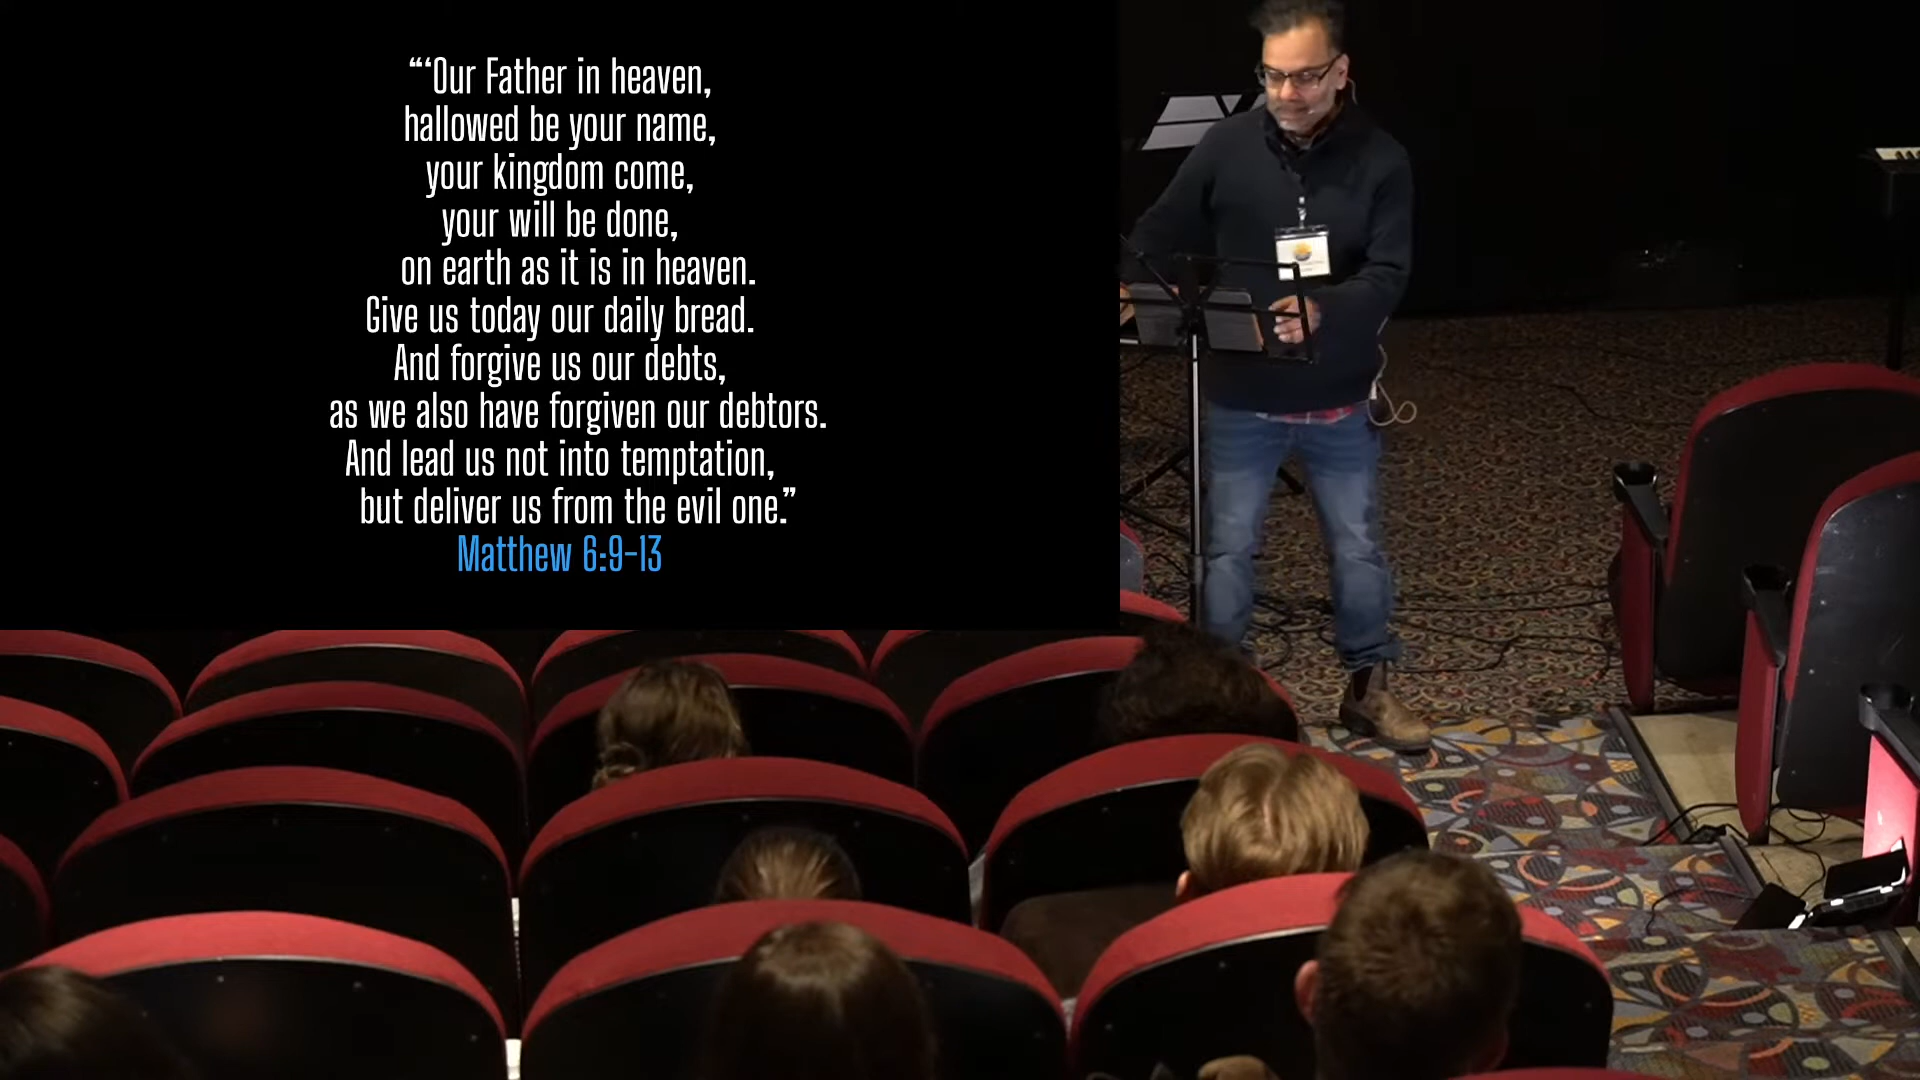 “‘Our Father in heaven,
hallowed be your name,
your kingdom come,
your will be done,
on earth as it is in heaven.
Give us today our daily bread.
And forgive us our debts,
as we also have forgiven our debtors.
And lead us not into temptation,
but deliver us from the evil one.”
Matthew 6:9-13